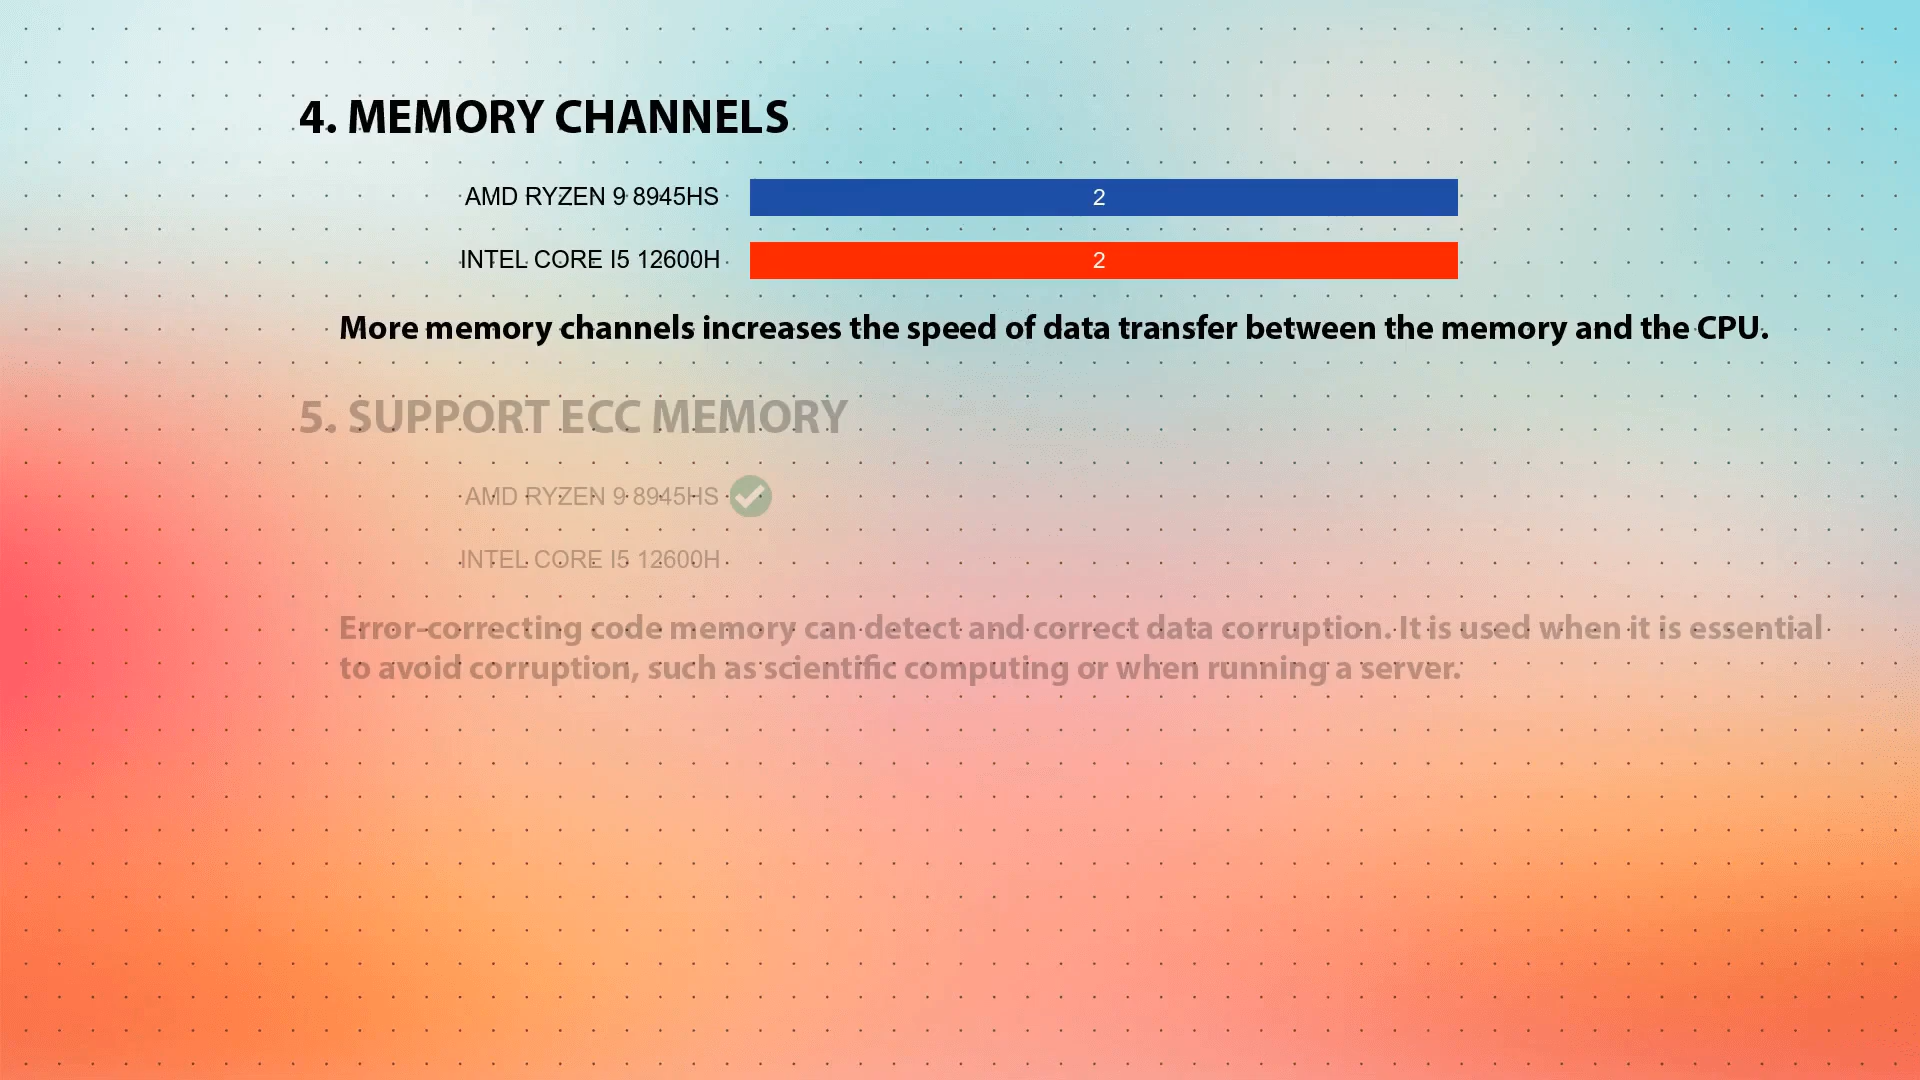 4. MEMORY CHANNELS
AMD RYZEN 9 8945HS
2
INTEL CORE I5 12600H
2
More memory channels increases the speed of data transfer between the memory and the CPU.
5. SUPPORT ECC MEMORY
AMD RYZEN 9 8945HS
INTEL CORE I5 12600H
Error-correcting code memory can detect and correct data corruption. It is used when it is essential
to avoid corruption, such as scientific computing or when running a server.